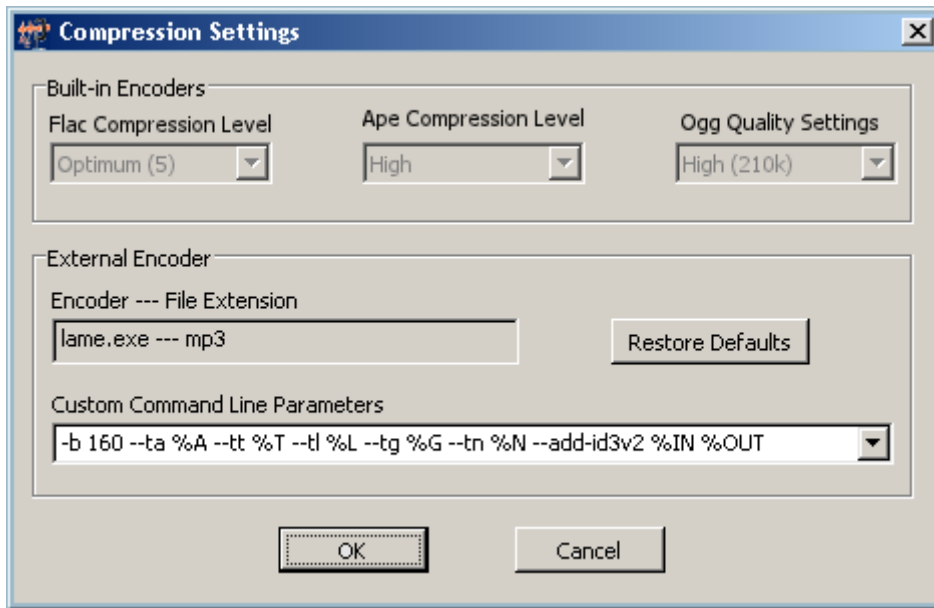 Compression Settings
Built-in Encoders
Flac Compression Level
Ape Compression Level
Ogg Quality Settings
Optimum (5)
High
High (210k)
External Encoder
Encoder --- File Extension
lame.exe --- mp3
Restore Defaults
Custom Command Line Parameters
-b 160 --ta %A --tt %T --tl %L --tg %G --tn %N --add-id3v2 %IN %OUT
OK
Cancel